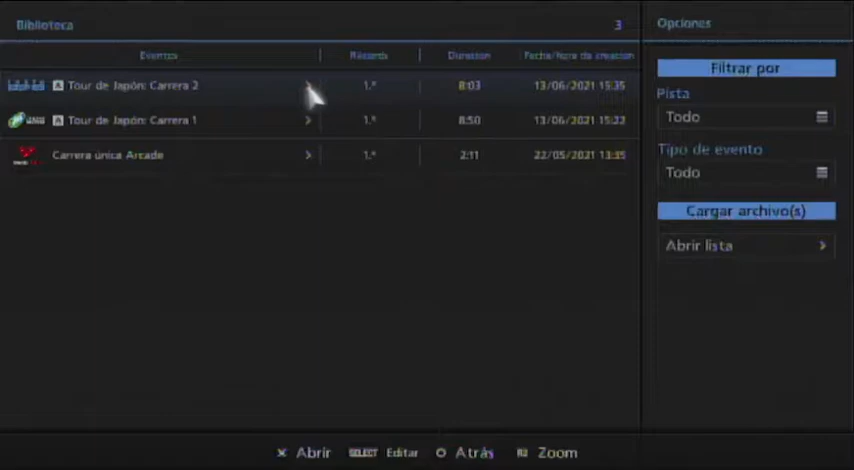 Biblioteca 3
Opciones
Eventos Récords Duración Fecha/hora de creación
A Tour de Japón: Carrera 2 1.º 8:03 13/06/2021 15:35
A Tour de Japón: Carrera 1 1.º 8:50 13/06/2021 15:22
Carrera única Arcade 1.º 2:11 22/05/2021 13:35
Filtrar por
Pista
Todo
Tipo de evento
Todo
Cargar archivo(s)
Abrir lista
Abrir SELECT Editar Atrás Zoom